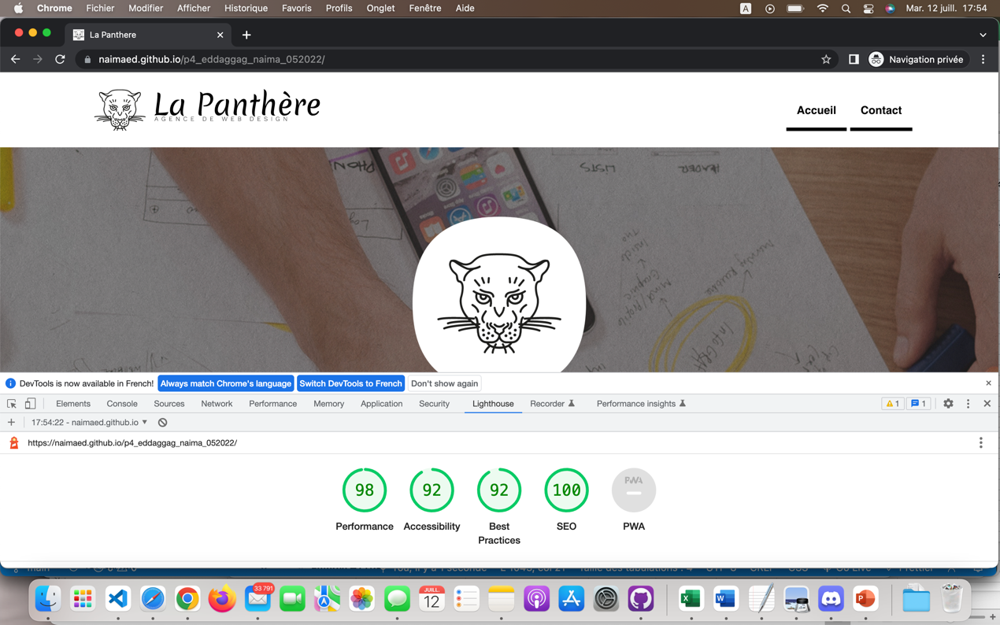 Chrome Fichier Modifier Afficher Historique Favoris Profils Onglet Fenêtre Aide A Mar. 12 juill. 17:54
La Panthere
naimaed.github.io/p4_eddaggag_naima_052022/ Navigation privée
La Panthère
AGENCE DE WEB DESIGN
Accueil Contact
LISTS HEADER
DevTools is now available in French! Always match Chrome's language Switch DevTools to French Don't show again
Elements Console Sources Network Performance Memory Application Security Lighthouse Recorder Performance insights 1 1
17:54:22 - naimaed.github.io
https://naimaed.github.io/p4_eddaggag_naima_052022/
PWA
98 92 92 100
Performance Accessibility Best Practices SEO PWA
33 791
JUILL.
12